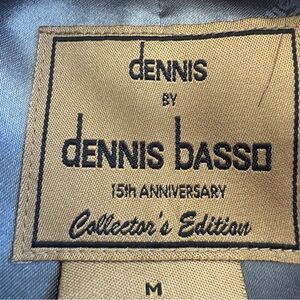 dENNIS
BY
dENNIS basso
15th ANNIVERSARY
Collector's Edition
M